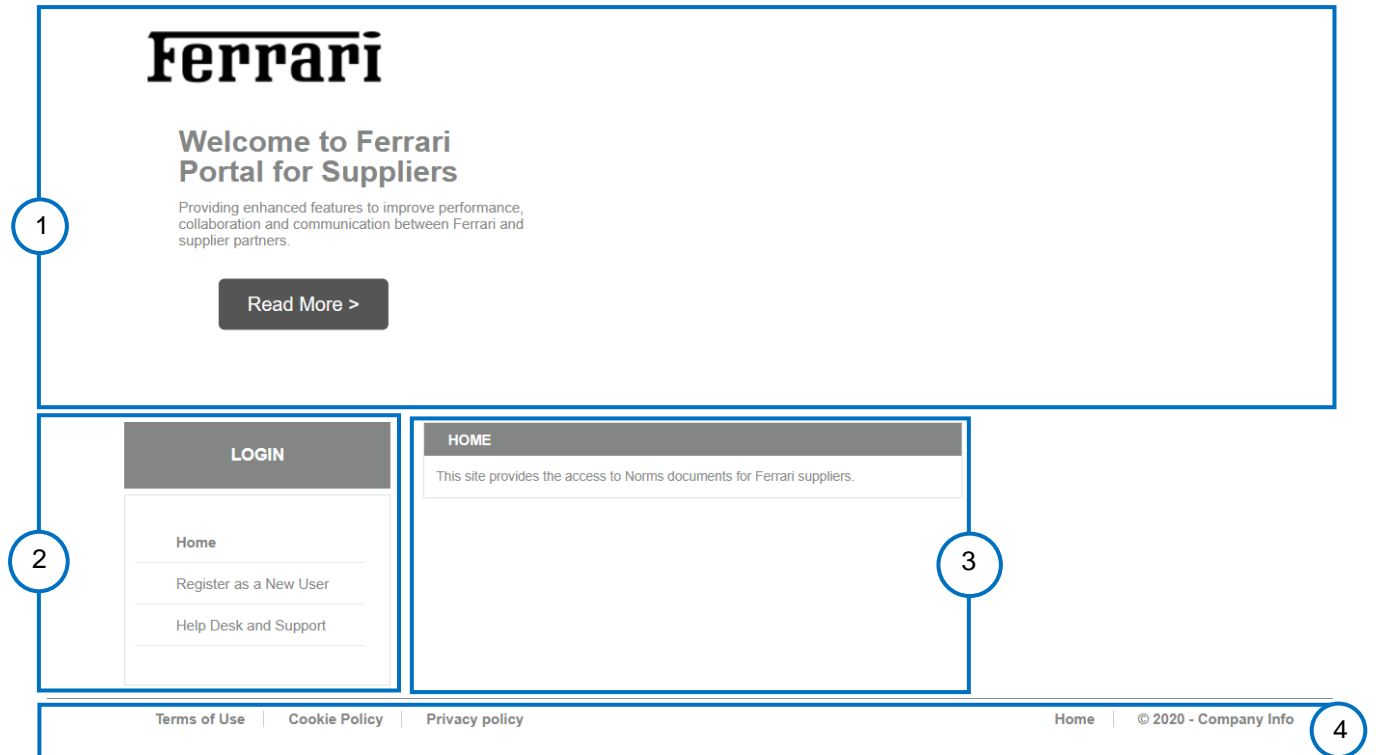 Ferrari
Welcome to Ferrari
Portal for Suppliers
Providing enhanced features to improve performance,
collaboration and communication between Ferrari and
supplier partners.
1
Read More >
LOGIN
HOME
This site provides the access to Norms documents for Ferrari suppliers.
Home
2
3
Register as a New User
Help Desk and Support
Terms of Use
Cookie Policy
Privacy policy
Home
© 2020 - Company Info
4